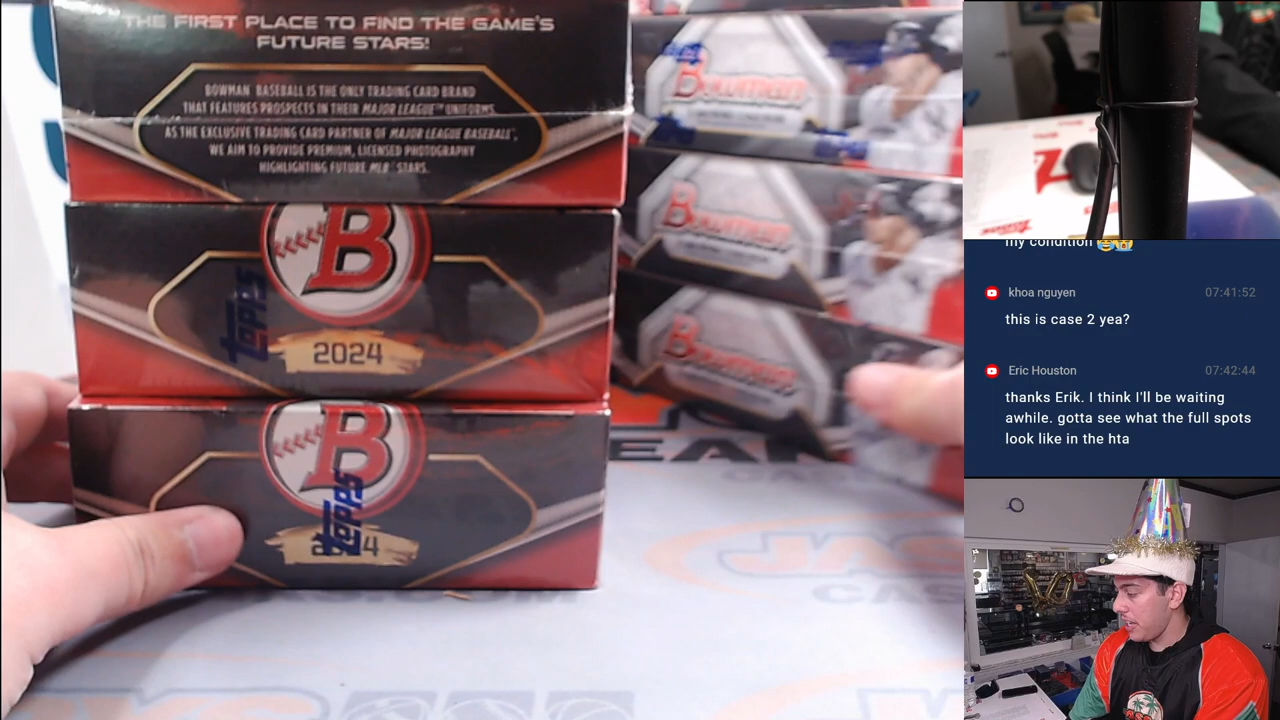 THE FIRST PLACE TO FIND THE GAME'S
FUTURE STARS!
BOWMAN BASEBALL IS THE ONLY TRADING CARD BRAND
THAT FEATURES PROSPECTS IN THEIR MAJOR LEAGUE™ UNIFORMS.
AS THE EXCLUSIVE TRADING CARD PARTNER OF MAJOR LEAGUE BASEBALL,
WE AIM TO PROVIDE PREMIUM, LICENSED PHOTOGRAPHY
HIGHLIGHTING FUTURE MLB STARS.
B
topps
2024
B
topps
Bowman
Bowman
Bowman
my condition 😂😭
khoa nguyen 07:41:52
this is case 2 yea?
Eric Houston 07:42:44
thanks Erik. I think I'll be waiting
awhile. gotta see what the full spots
look like in the hta